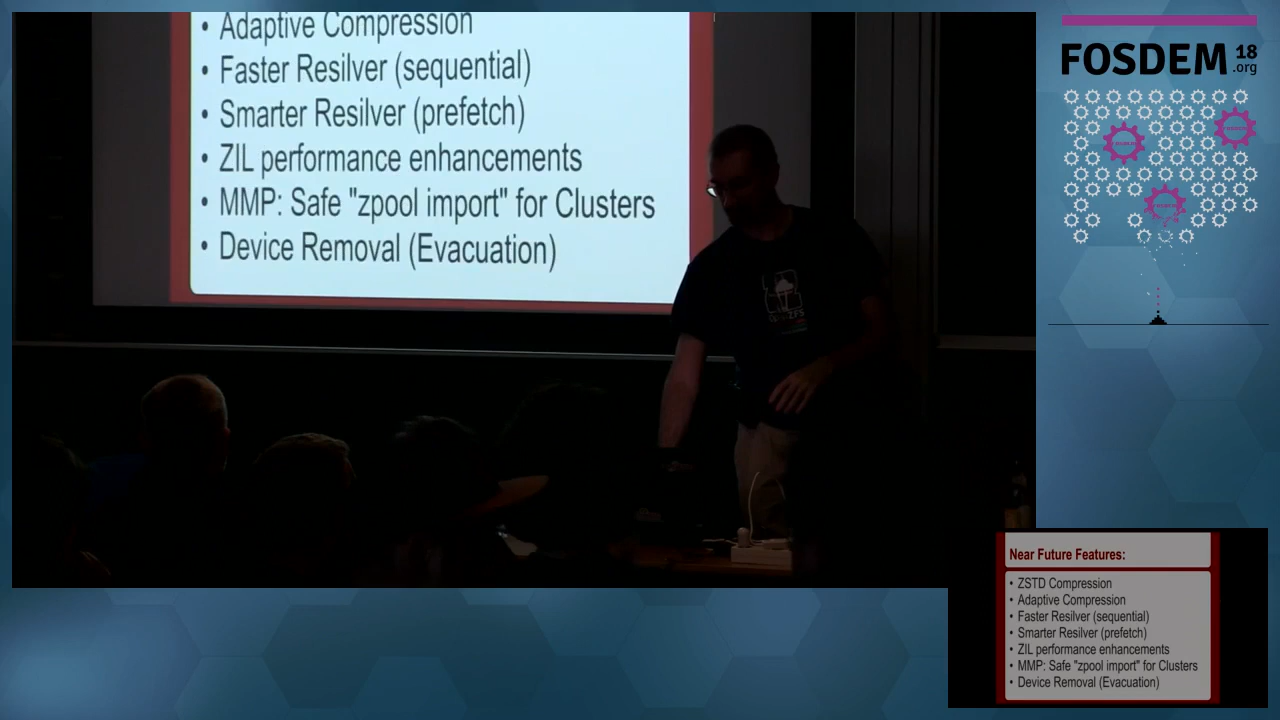 Adaptive Compression
• Faster Resilver (sequential)
• Smarter Resilver (prefetch)
• ZIL performance enhancements
• MMP: Safe "zpool import" for Clusters
• Device Removal (Evacuation)
FOSDEM 18
.org
Near Future Features:
• ZSTD Compression
• Adaptive Compression
• Faster Resilver (sequential)
• Smarter Resilver (prefetch)
• ZIL performance enhancements
• MMP: Safe "zpool import" for Clusters
• Device Removal (Evacuation)